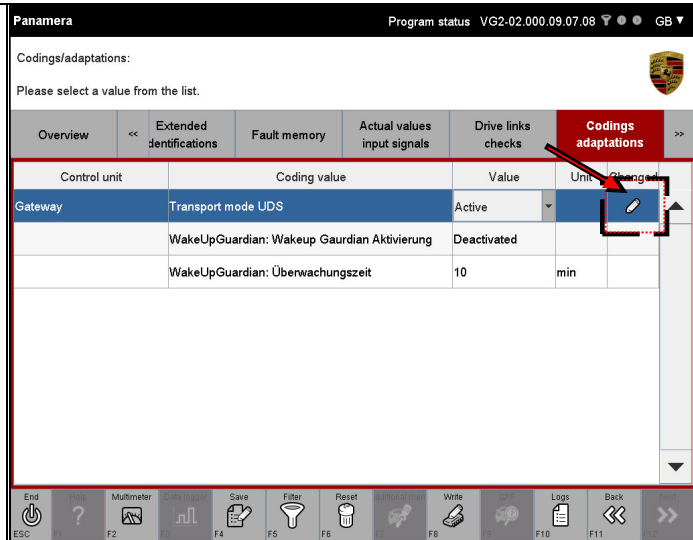 Panamera
Program status VG2-02.000.09.07.08
GB
Codings/adaptations:
Please select a value from the list.
Overview
<<
Extended
dentifications
Fault memory
Actual values
input signals
Drive links
checks
Codings
adaptations
>>
Control unit
Coding value
Value
Unit
Changed
Gateway
Transport mode UDS
Active
WakeUpGuardian: Wakeup Gaurdian Aktivierung
Deactivated
WakeUpGuardian: Überwachungszeit
10
min
End
ESC
Help
F1
Multimeter
F2
Data logger
F3
Save
F4
Filter
F5
Reset
F6
F7
Write
F8
OFF
Logs
F10
Back
F11
Next
F12